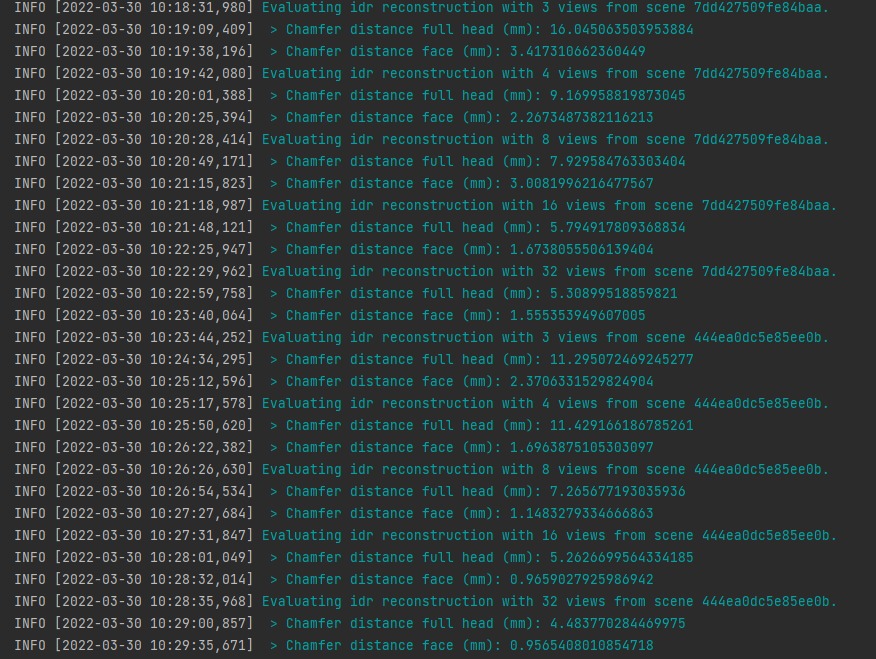 INFO [2022-03-30 10:18:31,980] Evaluating idr reconstruction with 3 views from scene 7dd427509fe84baa.
INFO [2022-03-30 10:19:09,409]  > Chamfer distance full head (mm): 16.045063503953884
INFO [2022-03-30 10:19:38,196]  > Chamfer distance face (mm): 3.417310662360449
INFO [2022-03-30 10:19:42,080] Evaluating idr reconstruction with 4 views from scene 7dd427509fe84baa.
INFO [2022-03-30 10:20:01,388]  > Chamfer distance full head (mm): 9.169958819873045
INFO [2022-03-30 10:20:25,394]  > Chamfer distance face (mm): 2.2673487382116213
INFO [2022-03-30 10:20:28,414] Evaluating idr reconstruction with 8 views from scene 7dd427509fe84baa.
INFO [2022-03-30 10:20:49,171]  > Chamfer distance full head (mm): 7.929584763303404
INFO [2022-03-30 10:21:15,823]  > Chamfer distance face (mm): 3.0081996216477567
INFO [2022-03-30 10:21:18,987] Evaluating idr reconstruction with 16 views from scene 7dd427509fe84baa.
INFO [2022-03-30 10:21:48,121]  > Chamfer distance full head (mm): 5.794917809368834
INFO [2022-03-30 10:22:25,947]  > Chamfer distance face (mm): 1.6738055506139404
INFO [2022-03-30 10:22:29,962] Evaluating idr reconstruction with 32 views from scene 7dd427509fe84baa.
INFO [2022-03-30 10:22:59,758]  > Chamfer distance full head (mm): 5.30899518859821
INFO [2022-03-30 10:23:40,064]  > Chamfer distance face (mm): 1.555353949607005
INFO [2022-03-30 10:23:44,252] Evaluating idr reconstruction with 3 views from scene 444ea0dc5e85ee0b.
INFO [2022-03-30 10:24:34,295]  > Chamfer distance full head (mm): 11.295072469245277
INFO [2022-03-30 10:25:12,596]  > Chamfer distance face (mm): 2.3706331529824904
INFO [2022-03-30 10:25:17,578] Evaluating idr reconstruction with 4 views from scene 444ea0dc5e85ee0b.
INFO [2022-03-30 10:25:50,620]  > Chamfer distance full head (mm): 11.429166186785261
INFO [2022-03-30 10:26:22,382]  > Chamfer distance face (mm): 1.6963875105303097
INFO [2022-03-30 10:26:26,630] Evaluating idr reconstruction with 8 views from scene 444ea0dc5e85ee0b.
INFO [2022-03-30 10:26:54,534]  > Chamfer distance full head (mm): 7.265677193035936
INFO [2022-03-30 10:27:27,684]  > Chamfer distance face (mm): 1.1483279334666863
INFO [2022-03-30 10:27:31,847] Evaluating idr reconstruction with 16 views from scene 444ea0dc5e85ee0b.
INFO [2022-03-30 10:28:01,049]  > Chamfer distance full head (mm): 5.2626699564334185
INFO [2022-03-30 10:28:32,014]  > Chamfer distance face (mm): 0.9659027925986942
INFO [2022-03-30 10:28:35,968] Evaluating idr reconstruction with 32 views from scene 444ea0dc5e85ee0b.
INFO [2022-03-30 10:29:00,857]  > Chamfer distance full head (mm): 4.483770284469975
INFO [2022-03-30 10:29:35,671]  > Chamfer distance face (mm): 0.9565408010854718